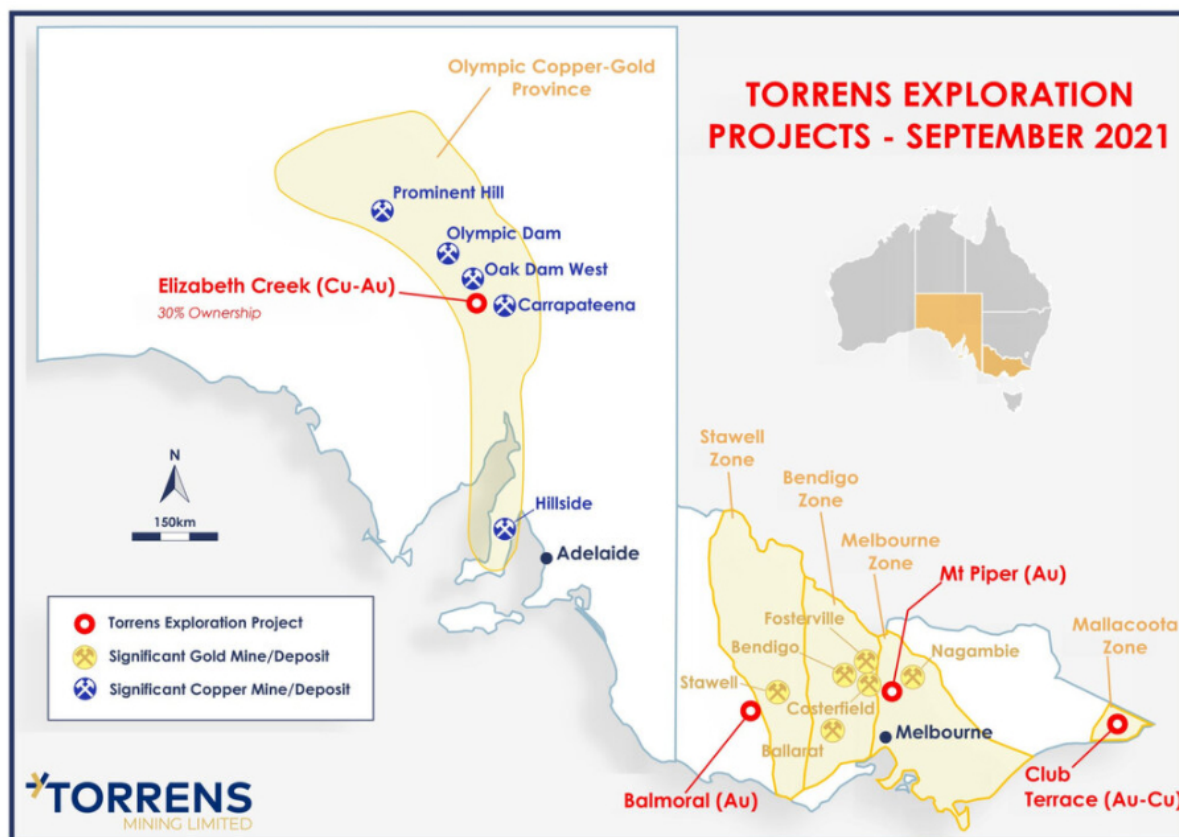 Olympic Copper-Gold
Province
TORRENS EXPLORATION
PROJECTS - SEPTEMBER 2021
Prominent Hill
Olympic Dam
Oak Dam West
Elizabeth Creek (Cu-Au)
30% Ownership
Carrapateena
N
150km
Hillside
Adelaide
Torrens Exploration Project
Significant Gold Mine/Deposit
Significant Copper Mine/Deposit
Stawell
Zone
Bendigo
Zone
Melbourne
Zone
Mt Piper (Au)
Fosterville
Bendigo
Nagambie
Stawell
Costerfield
Ballarat
Melbourne
Mallacoota
Zone
Balmoral (Au)
Club
Terrace (Au-Cu)
TORRENS
MINING LIMITED